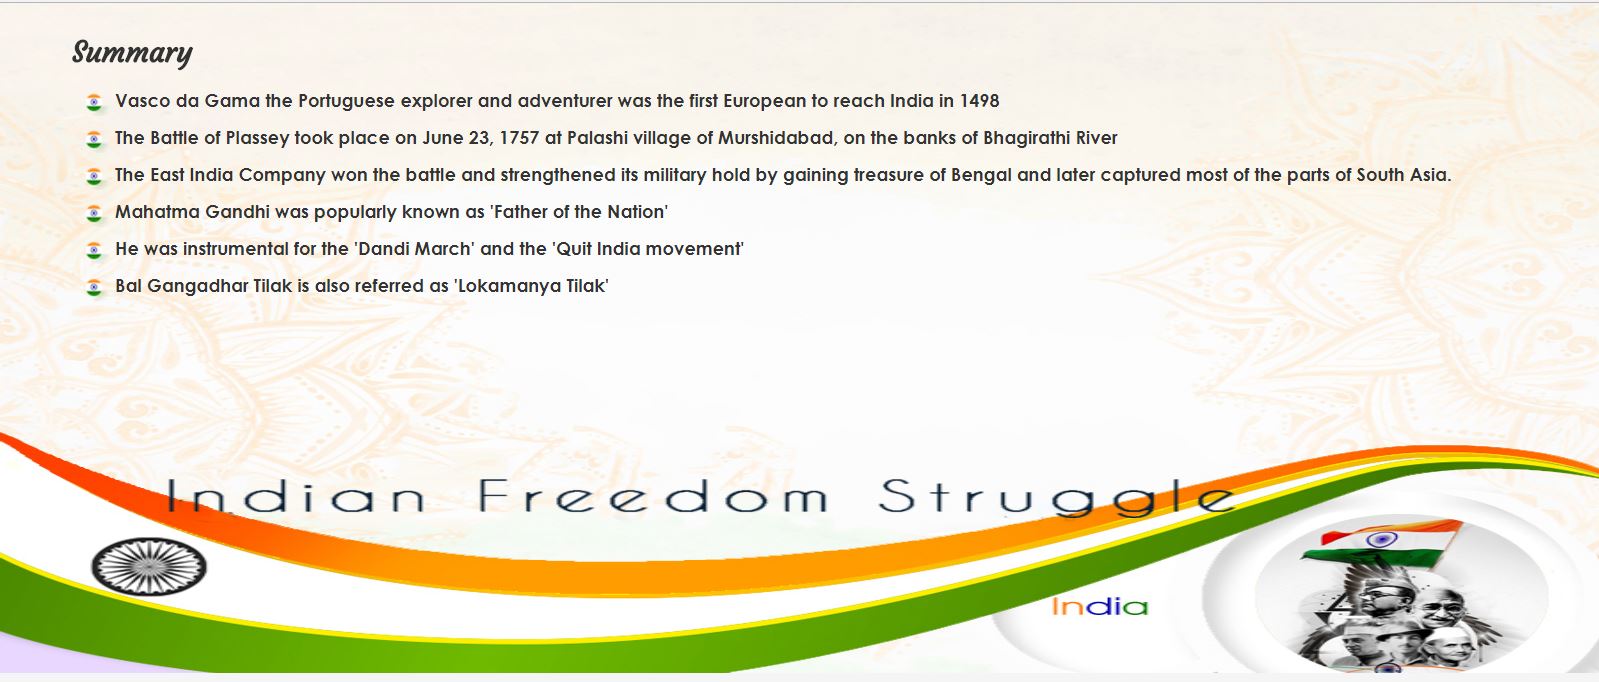 Summary
Vasco da Gama the Portuguese explorer and adventurer was the first European to reach India in 1498
The Battle of Plassey took place on June 23, 1757 at Palashi village of Murshidabad, on the banks of Bhagirathi River
The East India Company won the battle and strengthened its military hold by gaining treasure of Bengal and later captured most of the parts of South Asia.
Mahatma Gandhi was popularly known as 'Father of the Nation'
He was instrumental for the 'Dandi March' and the 'Quit India movement'
Bal Gangadhar Tilak is also referred as 'Lokamanya Tilak'
Indian Freedom Struggle
India